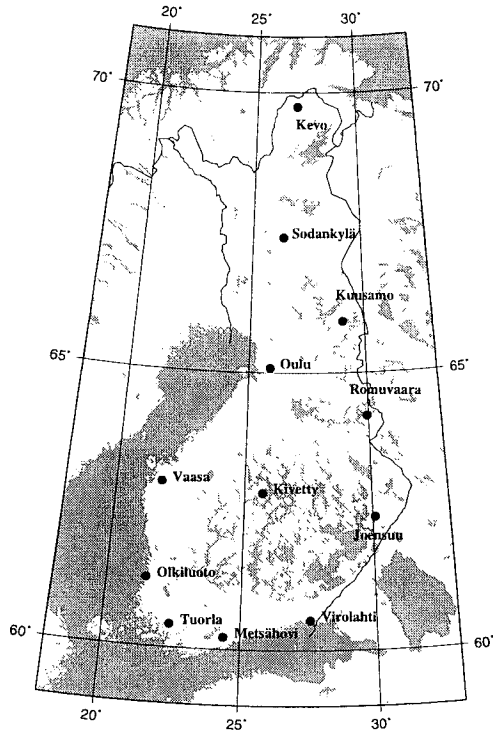 20˚ 25˚ 30˚
70˚ 70˚
Kevo
Sodankylä
Kuusamo
65˚ Oulu 65˚
Romuvaara
Vaasa Kivetty
Joensuu
Olkiluoto
Tuorla Virolahti
60˚ Metsähovi 60˚
20˚ 25˚ 30˚